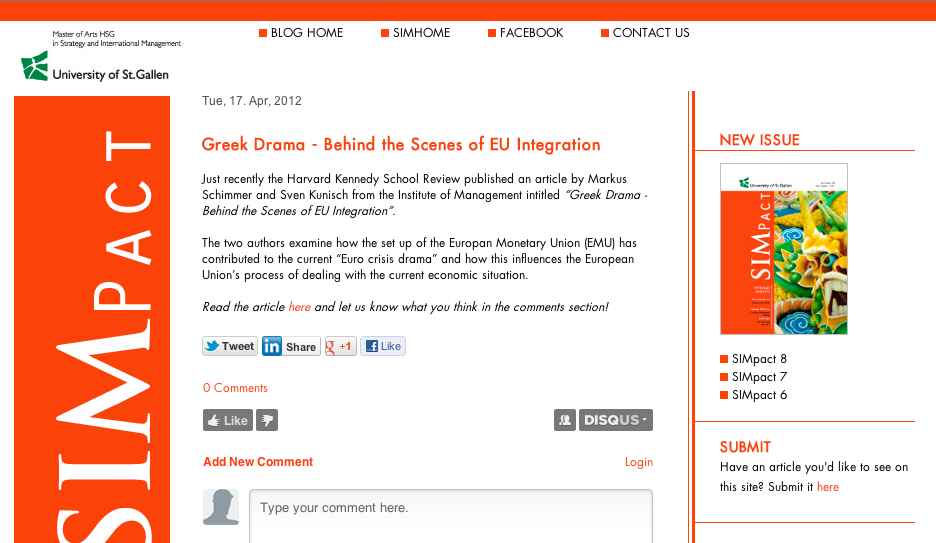 Master of Arts HSG
in Strategy and International Management
University of St.Gallen
BLOG HOME
SIMHOME
FACEBOOK
CONTACT US
SIMPACT
Tue, 17. Apr, 2012
Greek Drama - Behind the Scenes of EU Integration
Just recently the Harvard Kennedy School Review published an article by Markus
Schimmer and Sven Kunisch from the Institute of Management intitled “Greek Drama -
Behind the Scenes of EU Integration”.
The two authors examine how the set up of the Europan Monetary Union (EMU) has
contributed to the current “Euro crisis drama” and how this influences the European
Union’s process of dealing with the current economic situation.
Read the article here and let us know what you think in the comments section!
Tweet
in Share
g +1
f Like
0 Comments
Like
DISQUS
Add New Comment
Login
Type your comment here.
NEW ISSUE
University of St.Gallen
SIMPACT
SIMpact 8
SIMpact 7
SIMpact 6
SUBMIT
Have an article you'd like to see on
this site? Submit it here